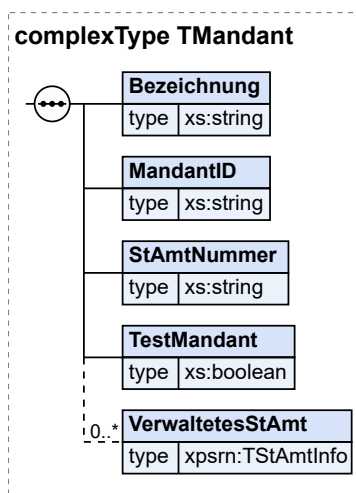 complexType TMandant
Bezeichnung
type xs:string
MandantID
type xs:string
StAmtNummer
type xs:string
TestMandant
type xs:boolean
0..*
VerwaltetesStAmt
type xpsrn:TStAmtInfo